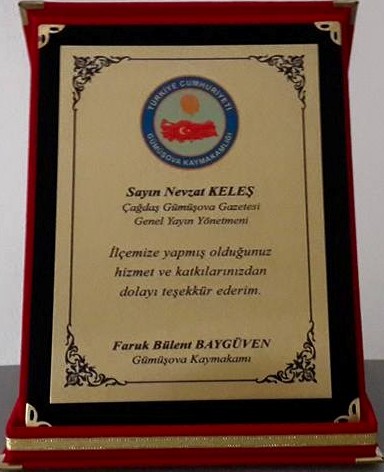 TÜRKİYE CUMHURİYETİ
GÜMÜŞOVA KAYMAKAMLIĞI
Sayın Nevzat KELEŞ
Çağdaş Gümüşova Gazetesi
Genel Yayın Yönetmeni
İlçemize yapmış olduğunuz
hizmet ve katkılarınızdan
dolayı teşekkür ederim.
Faruk Bülent BAYGÜVEN
Gümüşova Kaymakamı